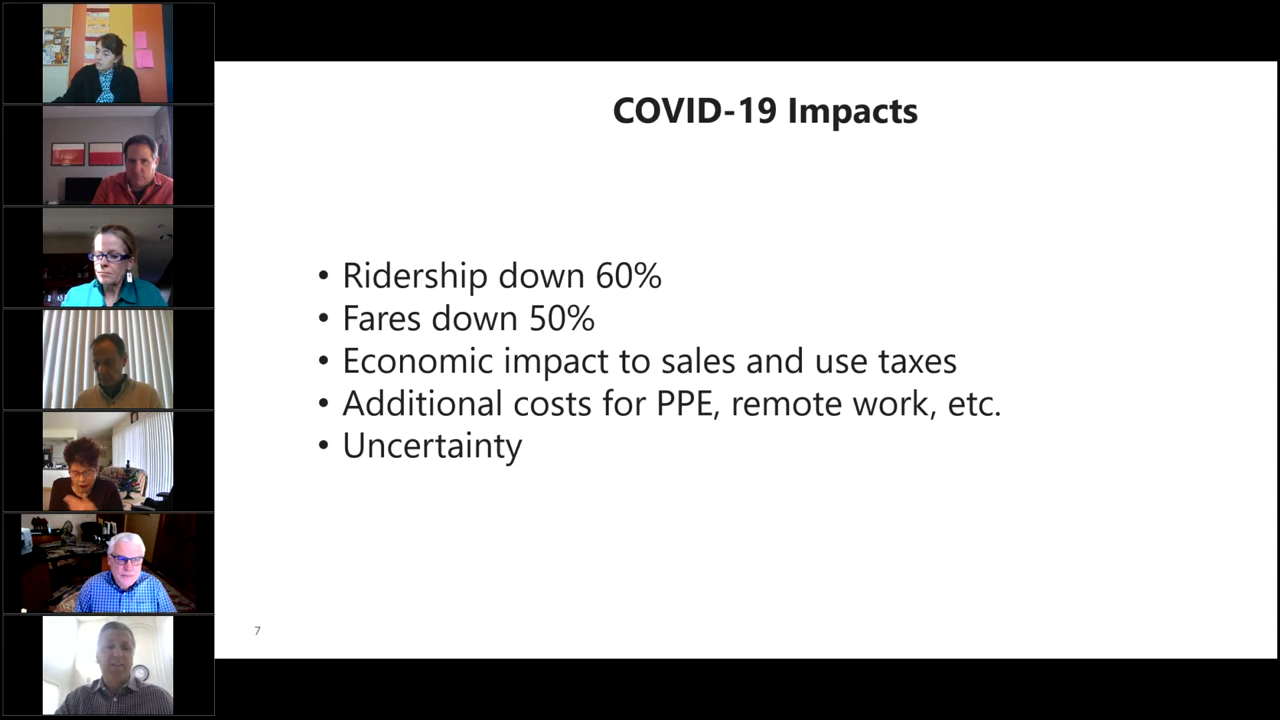 COVID-19 Impacts
• Ridership down 60%
• Fares down 50%
• Economic impact to sales and use taxes
• Additional costs for PPE, remote work, etc.
• Uncertainty
7